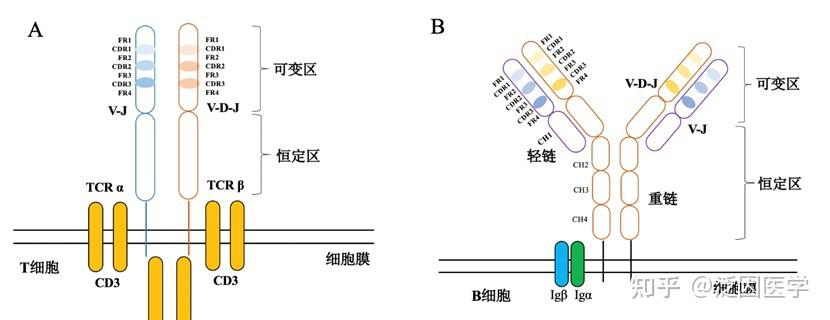 A
FR1
CDR1
FR2
CDR2
FR3
CDR3
FR4
V-J
FR1
CDR1
FR2
CDR2
FR3
CDR3
FR4
V-D-J
可变区
恒定区
TCR α
TCR β
T细胞
CD3
CD3
细胞膜
B
FR1
CDR1
FR2
CDR2
FR3
CDR3
FR4
FR1
CDR1
FR2
CDR2
FR3
CDR3
FR4
CH1
轻链
V-D-J
V-J
可变区
CH2
CH3
CH4
重链
恒定区
B细胞
Igβ
Igα
细胞膜
知乎 @泛因医学